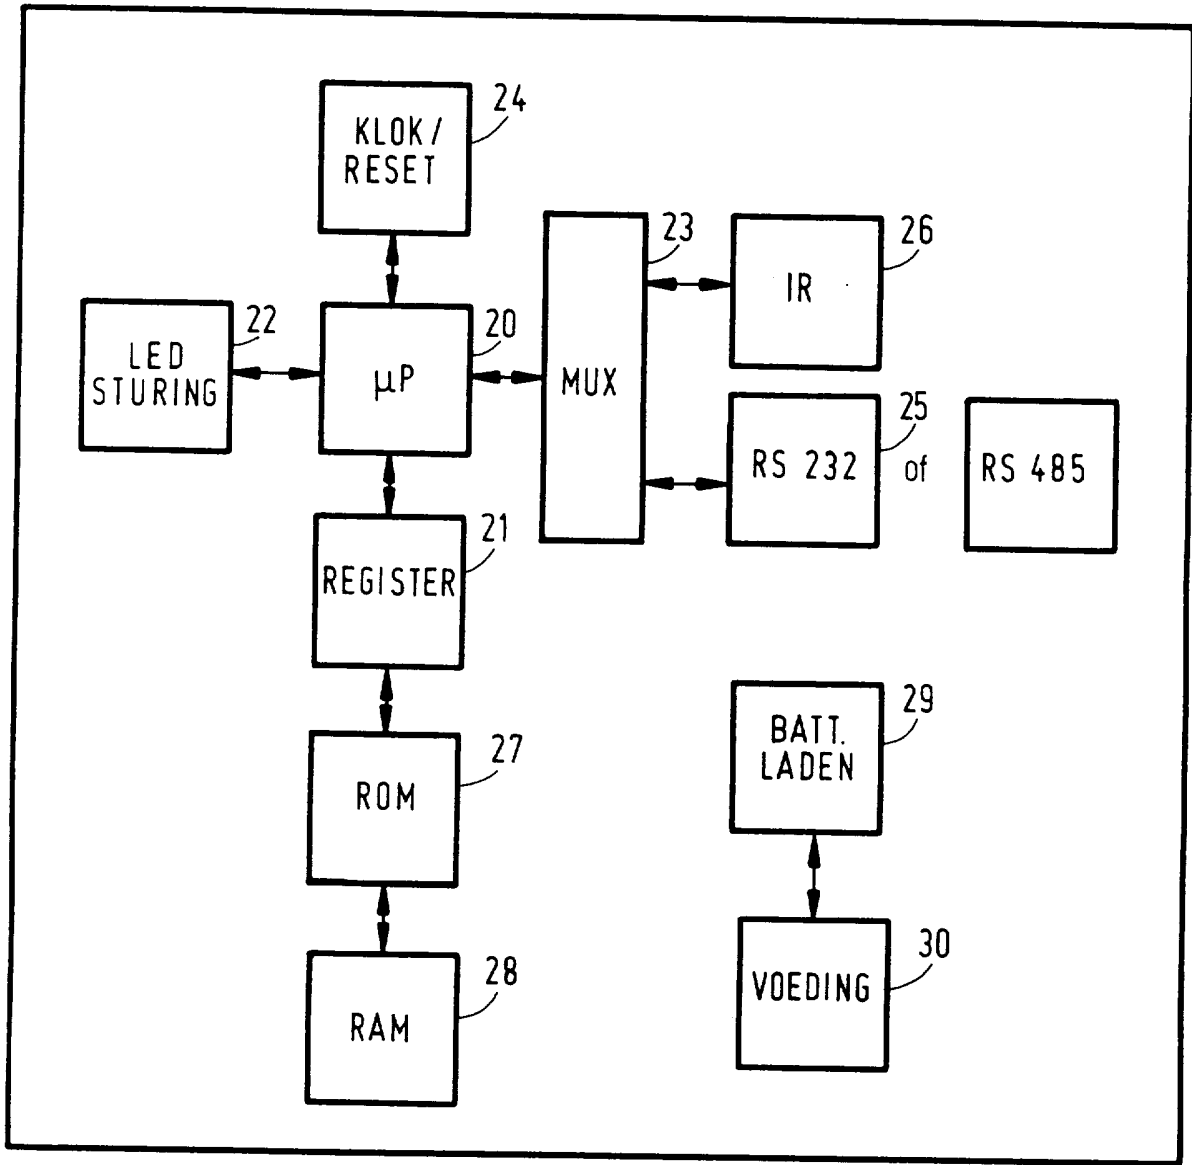 24
KLOK/
RESET
23
26
IR
22
LED
STURING
20
µP
MUX
25
RS 232
of
RS 485
21
REGISTER
29
BATT.
LADEN
27
ROM
30
VOEDING
28
RAM